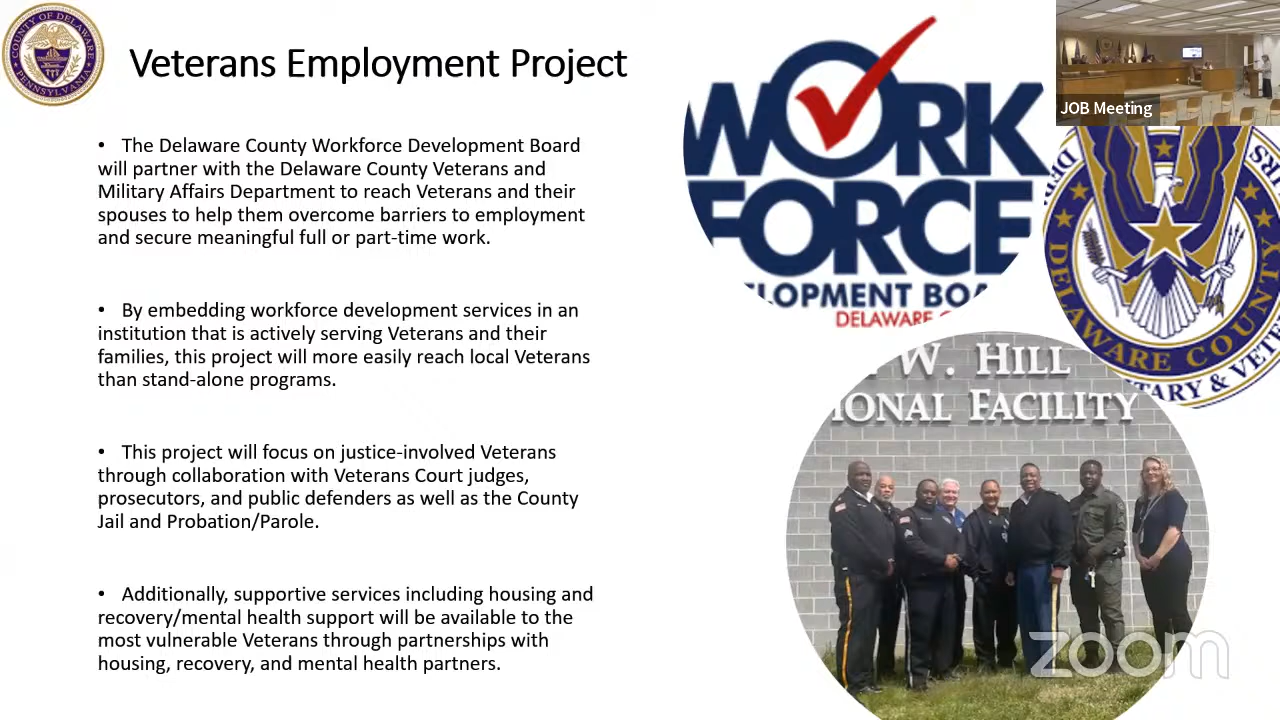 COUNTY OF DELAWARE
PENNSYLVANIA
Veterans Employment Project
• The Delaware County Workforce Development Board
will partner with the Delaware County Veterans and
Military Affairs Department to reach Veterans and their
spouses to help them overcome barriers to employment
and secure meaningful full or part-time work.
• By embedding workforce development services in an
institution that is actively serving Veterans and their
families, this project will more easily reach local Veterans
than stand-alone programs.
• This project will focus on justice-involved Veterans
through collaboration with Veterans Court judges,
prosecutors, and public defenders as well as the County
Jail and Probation/Parole.
• Additionally, supportive services including housing and
recovery/mental health support will be available to the
most vulnerable Veterans through partnerships with
housing, recovery, and mental health partners.
WORK
FORCE
ELOPMENT BOA
DELAWARE C
JOB Meeting
DELAWARE COUNTY
TARY & VETE
W. HILL
IONAL FACILITY
zoom